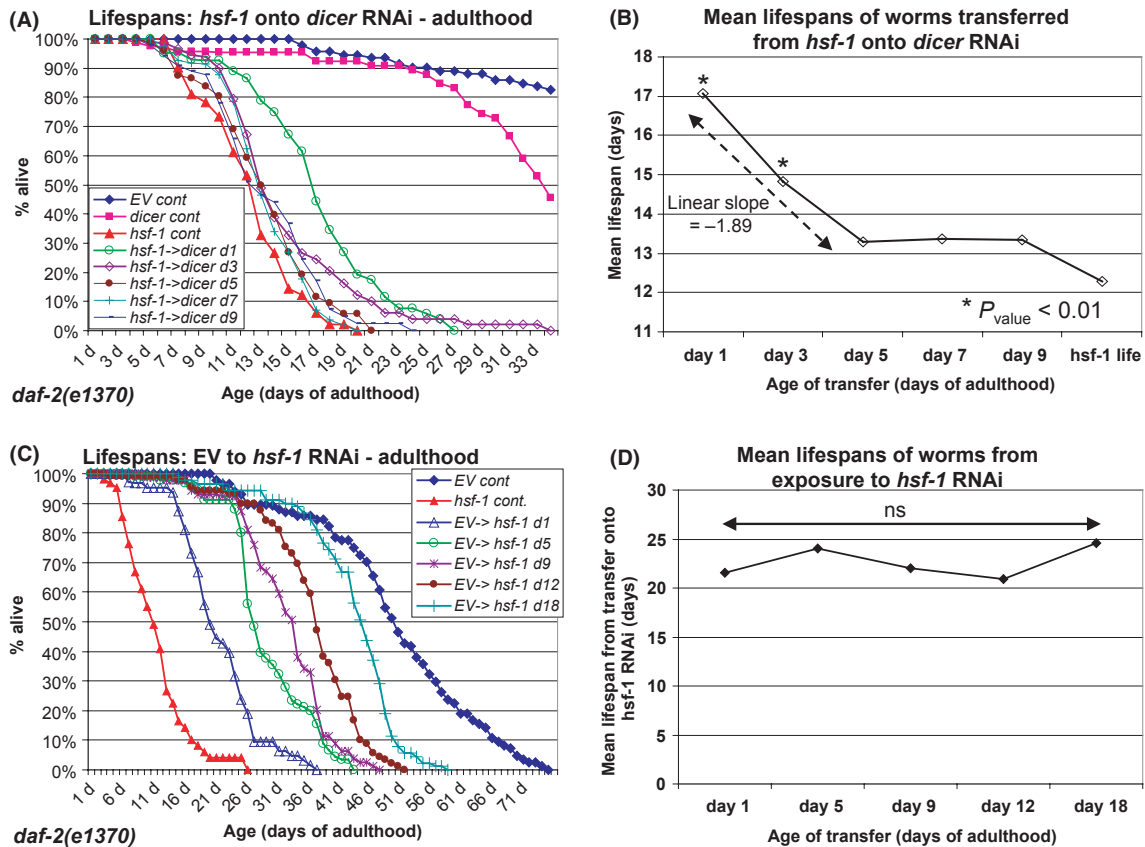 (A) Lifespans: hsf-1 onto dicer RNAi - adulthood
100%
90%
80%
70%
60%
50%
40%
30%
20%
10%
0%
% alive
EV cont
dicer cont
hsf-1 cont
hsf-1->dicer d1
hsf-1->dicer d3
hsf-1->dicer d5
hsf-1->dicer d7
hsf-1->dicer d9
1 d 3 d 5 d 7 d 9 d 11 d 13 d 15 d 17 d 19 d 21 d 23 d 25 d 27 d 29 d 31 d 33 d
Age (days of adulthood)
daf-2(e1370)
(B) Mean lifespans of worms transferred
from hsf-1 onto dicer RNAi
18
17
16
15
14
13
12
11
Mean lifespan (days)
*
*
Linear slope
= –1.89
* Pvalue < 0.01
day 1 day 3 day 5 day 7 day 9 hsf-1 life
Age of transfer (days of adulthood)
(C) Lifespans: EV to hsf-1 RNAi - adulthood
100%
90%
80%
70%
60%
50%
40%
30%
20%
10%
0%
% alive
EV cont
hsf-1 cont.
EV-> hsf-1 d1
EV-> hsf-1 d5
EV-> hsf-1 d9
EV-> hsf-1 d12
EV-> hsf-1 d18
1 d 6 d 11 d 16 d 21 d 26 d 31 d 36 d 41 d 46 d 51 d 56 d 61 d 66 d 71 d
Age (days of adulthood)
daf-2(e1370)
(D) Mean lifespans of worms from
exposure to hsf-1 RNAi
30
25
20
15
10
5
0
Mean lifespan from transfer onto
hsf-1 RNAi (days)
ns
day 1 day 5 day 9 day 12 day 18
Age of transfer (days of adulthood)